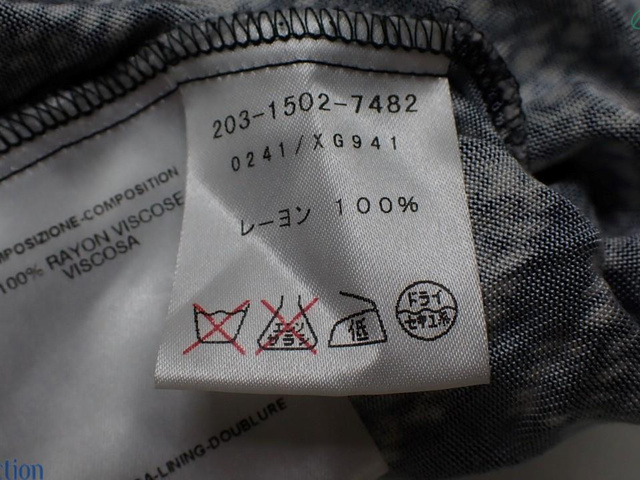 203-1502-7482
0241/XG941
レーヨン 100%
エンソ
サラシ
低
ドライ
セキユ系
MPOSIZIONE-COMPOSITION
100% RAYON VISCOSE
VISCOSA
A-LINING-DOUBLURE
ction